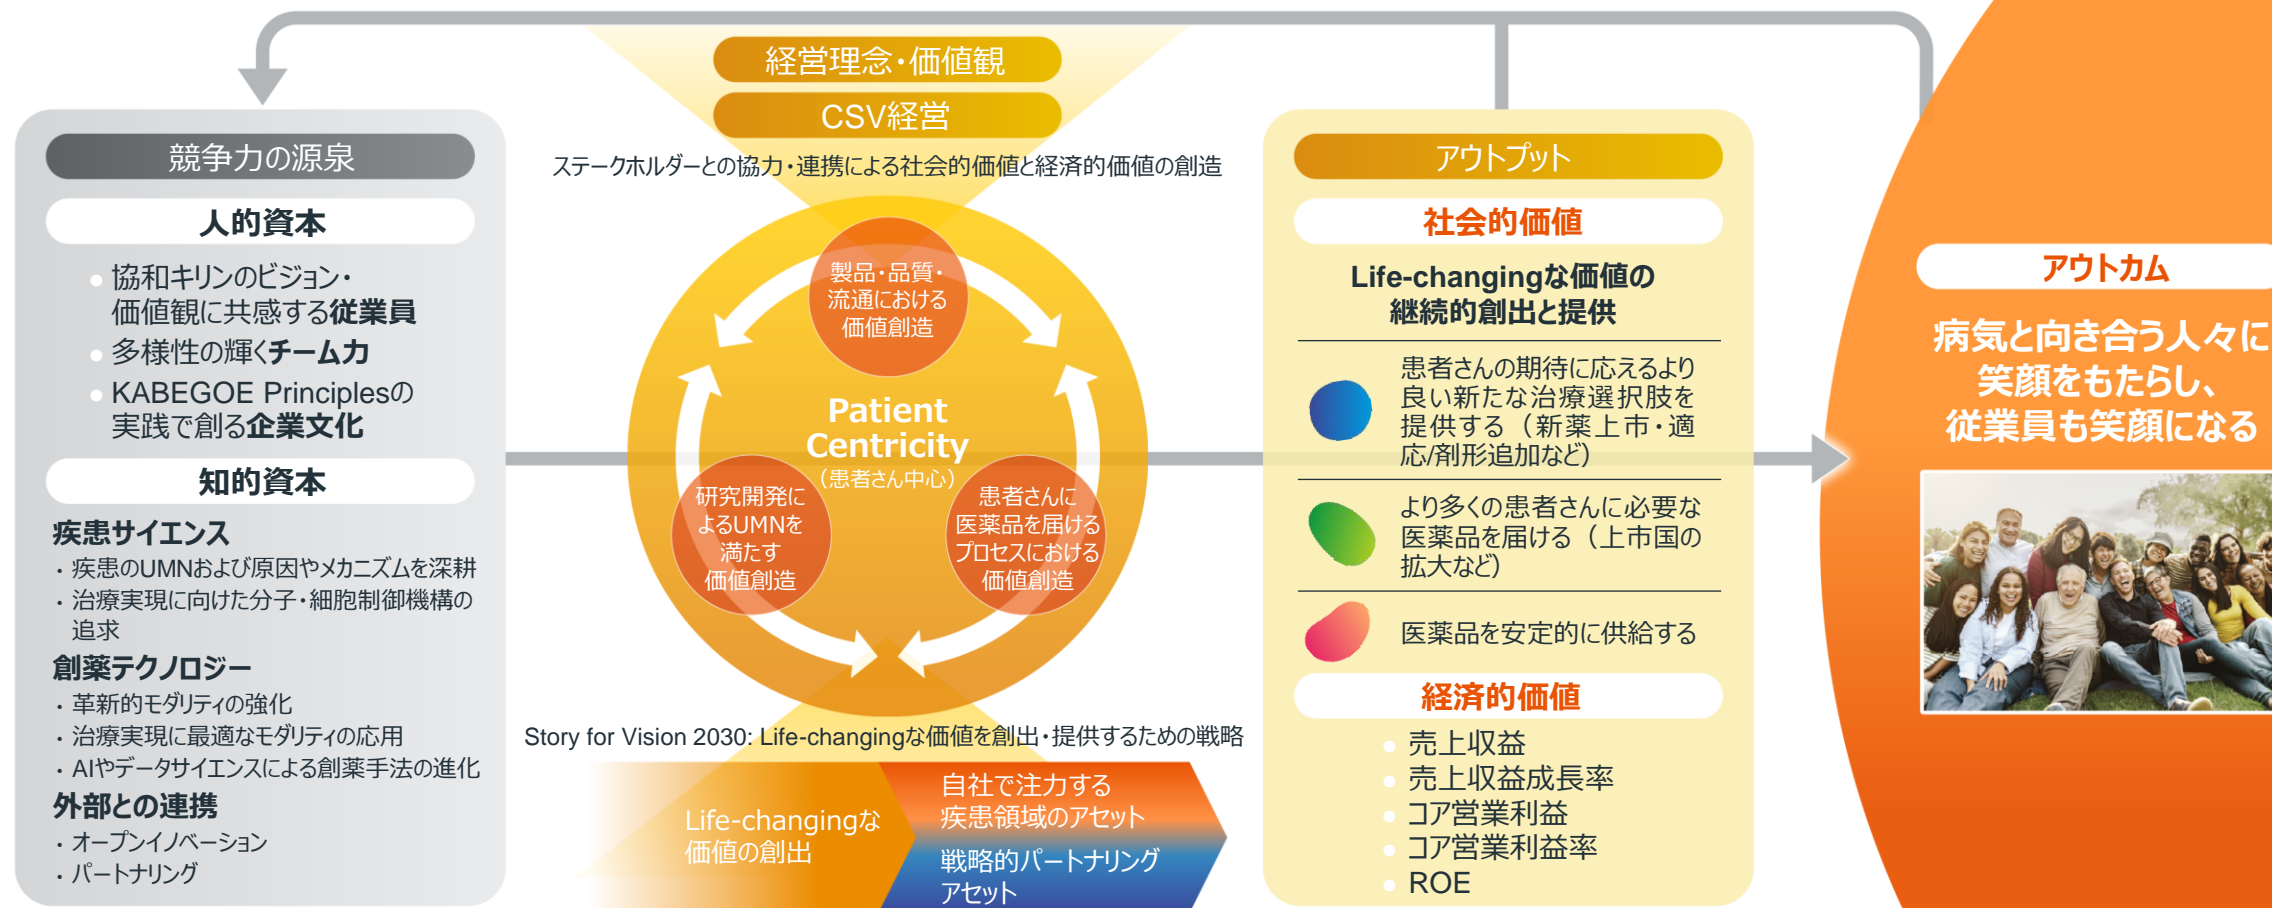 経営理念・価値観
CSV経営
ステークホルダーとの協力・連携による社会的価値と経済的価値の創造
競争力の源泉
人的資本
協和キリンのビジョン・
価値観に共感する従業員
多様性の輝くチーム力
KABEGOE Principlesの
実践で創る企業文化
知的資本
疾患サイエンス
・疾患のUMNおよび原因やメカニズムを深耕
・治療実現に向けた分子・細胞制御機構の
追求
創薬テクノロジー
・革新的モダリティの強化
・治療実現に最適なモダリティの応用
・AIやデータサイエンスによる創薬手法の進化
外部との連携
・オープンイノベーション
・パートナリング
製品・品質・
流通における
価値創造
Patient
Centricity
（患者さん中心）
研究開発に
よるUMNを
満たす
価値創造
患者さんに
医薬品を届ける
プロセスにおける
価値創造
Story for Vision 2030: Life-changingな価値を創出・提供するための戦略
Life-changingな
価値の創出
自社で注力する
疾患領域のアセット
戦略的パートナリング
アセット
アウトプット
社会的価値
Life-changingな価値の
継続的創出と提供
患者さんの期待に応えるより
良い新たな治療選択肢を
提供する（新薬上市・適
応/剤形追加など）
より多くの患者さんに必要な
医薬品を届ける（上市国の
拡大など）
医薬品を安定的に供給する
経済的価値
売上収益
売上収益成長率
コア営業利益
コア営業利益率
ROE
アウトカム
病気と向き合う人々に
笑顔をもたらし、
従業員も笑顔になる